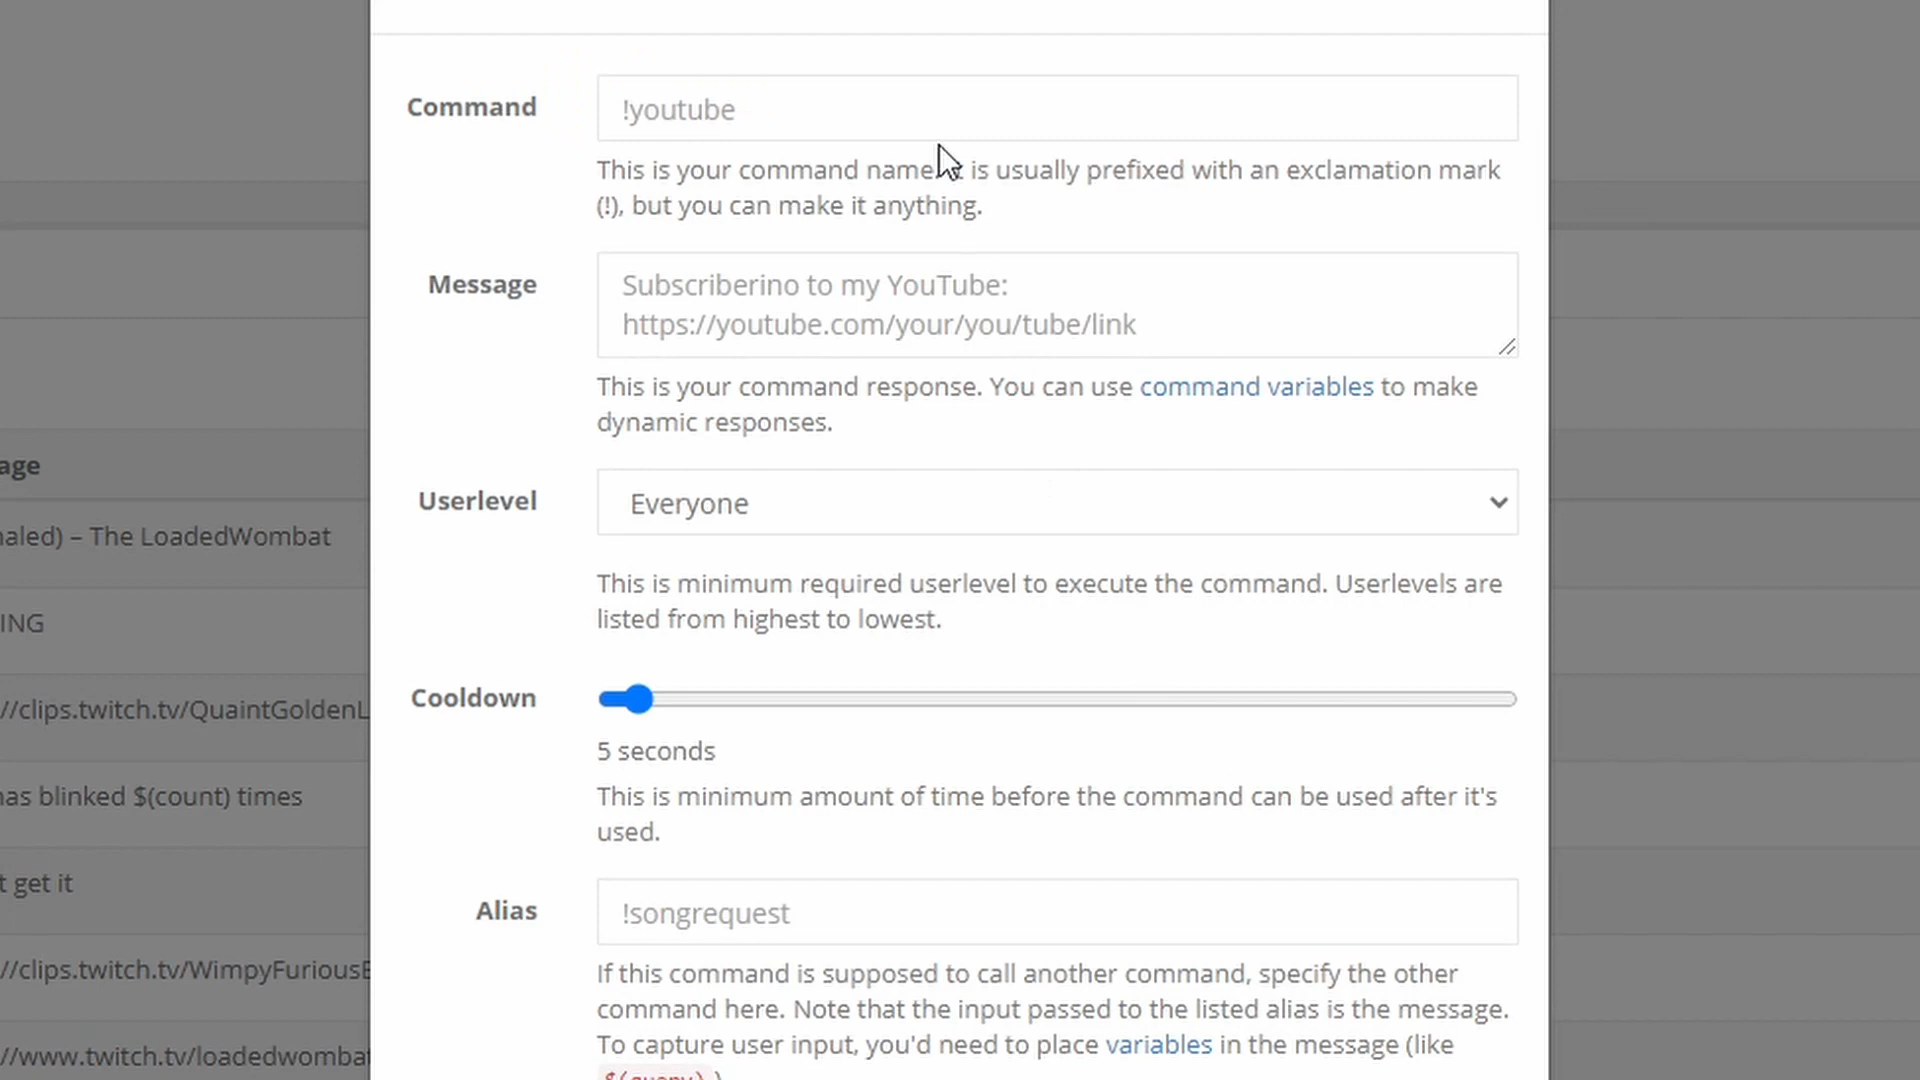 Command
!youtube
This is your command name. is usually prefixed with an exclamation mark
(!), but you can make it anything.
Message
Subscriberino to my YouTube:
https://youtube.com/your/you/tube/link
This is your command response. You can use command variables to make
dynamic responses.
age
Userlevel
Everyone
naled) – The LoadedWombat
This is minimum required userlevel to execute the command. Userlevels are
listed from highest to lowest.
ING
Cooldown
//clips.twitch.tv/QuaintGoldenL
5 seconds
This is minimum amount of time before the command can be used after it's
used.
has blinked $(count) times
t get it
Alias
!songrequest
//clips.twitch.tv/WimpyFurious
If this command is supposed to call another command, specify the other
command here. Note that the input passed to the listed alias is the message.
To capture user input, you'd need to place variables in the message (like
//www.twitch.tv/loadedwombat
$(query) )